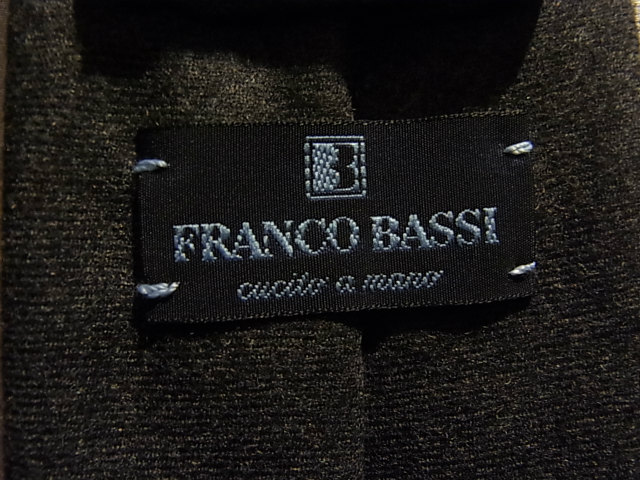 B
FRANCO BASSI
cucito a mano